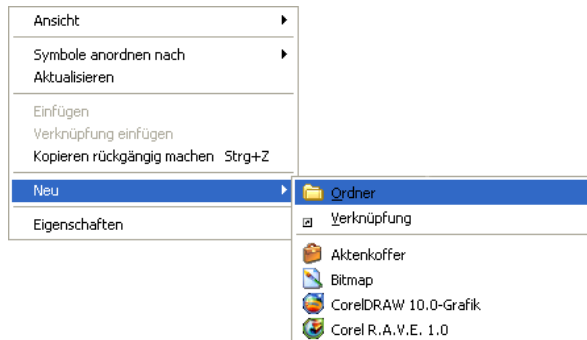 Ansicht
Symbole anordnen nach
Aktualisieren
Einfügen
Verknüpfung einfügen
Kopieren rückgängig machen Strg+Z
Neu
Eigenschaften
Ordner
Verknüpfung
Aktenkoffer
Bitmap
CorelDRAW 10.0-Grafik
Corel R.A.V.E. 1.0